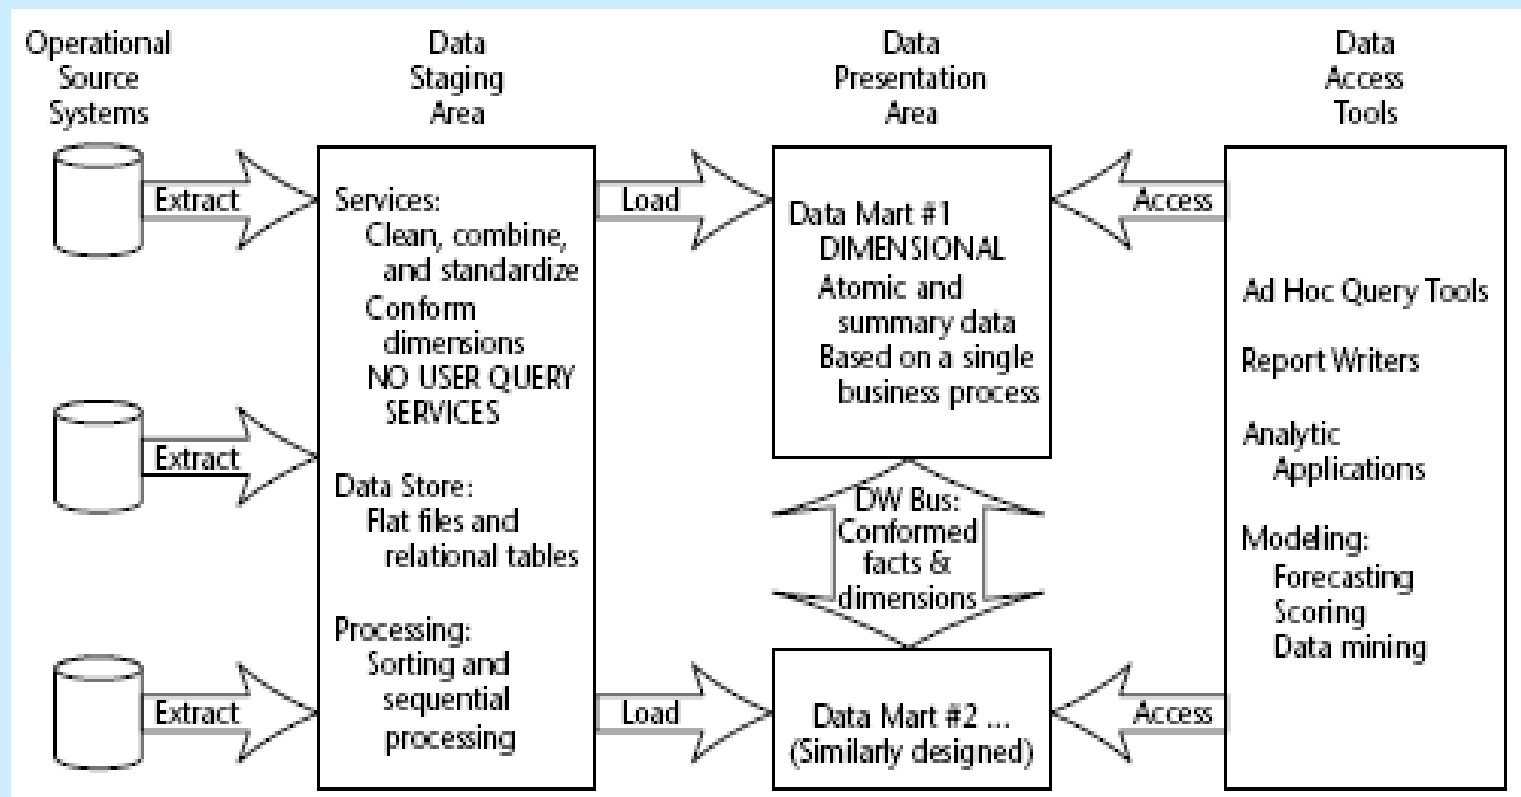 Operational
Source
Systems
Data
Staging
Area
Data
Presentation
Area
Data
Access
Tools
Extract
Extract
Extract
Services:
Clean, combine,
and standardize
Conform
dimensions
NO USER QUERY
SERVICES
Data Store:
Flat files and
relational tables
Processing:
Sorting and
sequential
processing
Load
Load
Data Mart #1
DIMENSIONAL
Atomic and
summary data
Based on a single
business process
DW Bus:
Conformed
facts &
dimensions
Data Mart #2 ...
(Similarly designed)
Access
Access
Ad Hoc Query Tools
Report Writers
Analytic
Applications
Modeling:
Forecasting
Scoring
Data mining